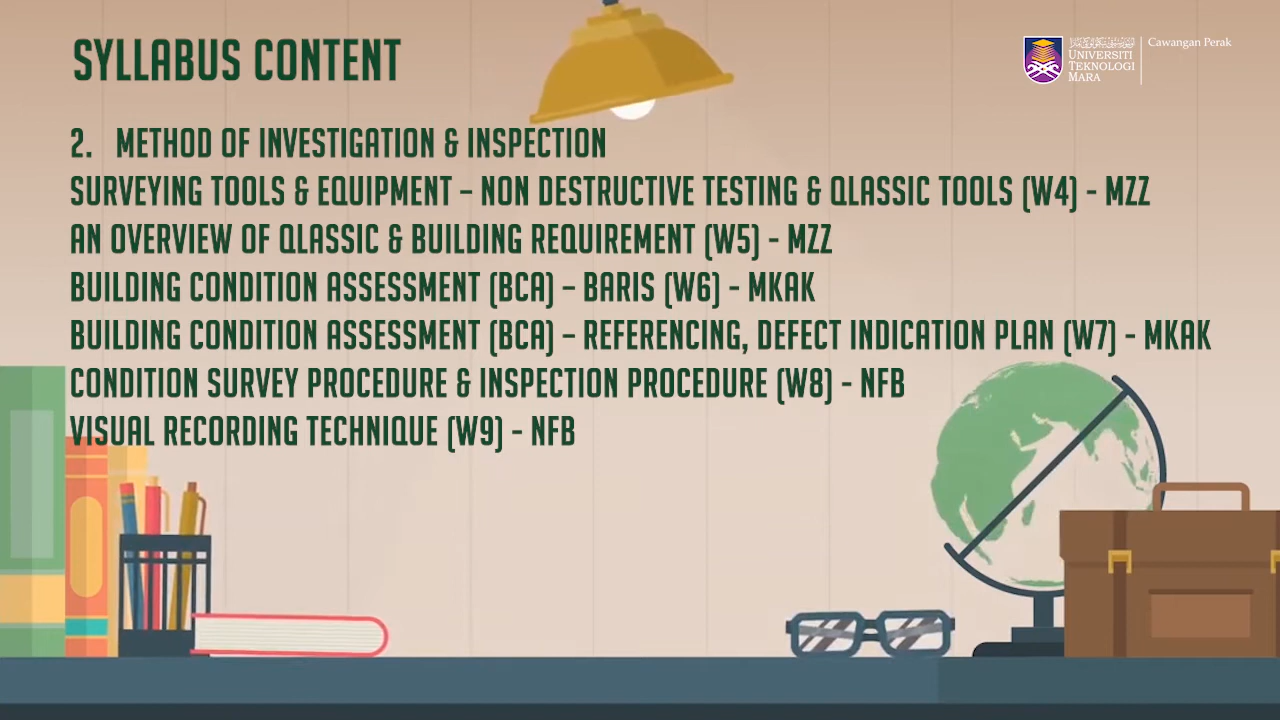 SYLLABUS CONTENT
Cawangan Perak
UNIVERSITI
TEKNOLOGI
MARA
2. METHOD OF INVESTIGATION & INSPECTION
SURVEYING TOOLS & EQUIPMENT – NON DESTRUCTIVE TESTING & QLASSIC TOOLS (W4) - MZZ
AN OVERVIEW OF QLASSIC & BUILDING REQUIREMENT (W5) - MZZ
BUILDING CONDITION ASSESSMENT (BCA) – BARIS (W6) - MKAK
BUILDING CONDITION ASSESSMENT (BCA) – REFERENCING, DEFECT INDICATION PLAN (W7) - MKAK
CONDITION SURVEY PROCEDURE & INSPECTION PROCEDURE (W8) - NFB
VISUAL RECORDING TECHNIQUE (W9) - NFB